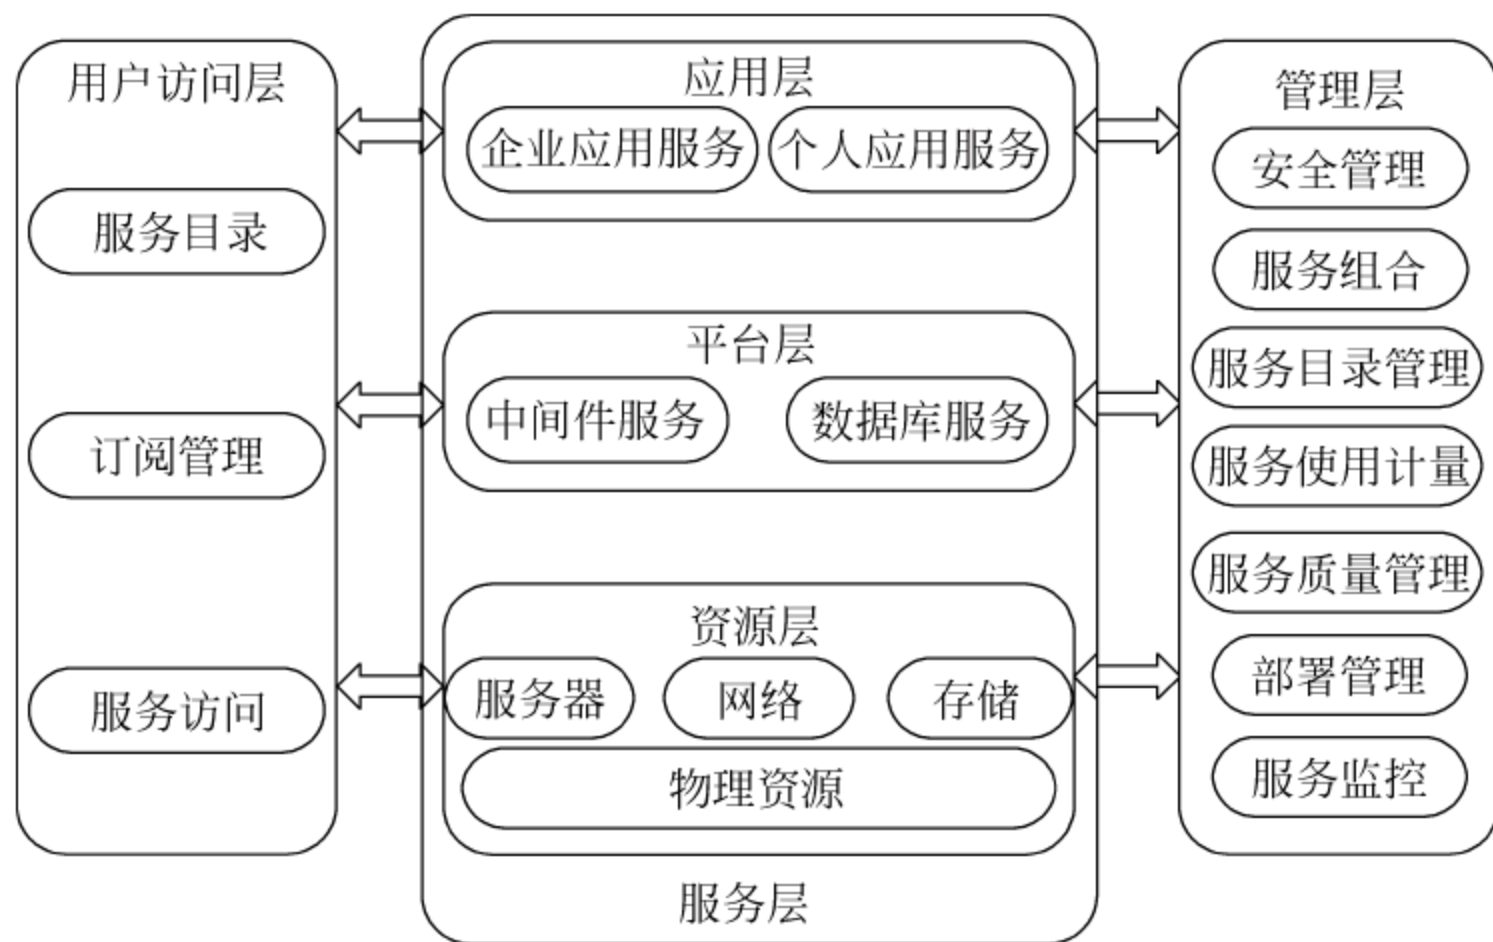 用户访问层
服务目录
订阅管理
服务访问
应用层
企业应用服务
个人应用服务
平台层
中间件服务
数据库服务
资源层
服务器
网络
存储
物理资源
服务层
管理层
安全管理
服务组合
服务目录管理
服务使用计量
服务质量管理
部署管理
服务监控